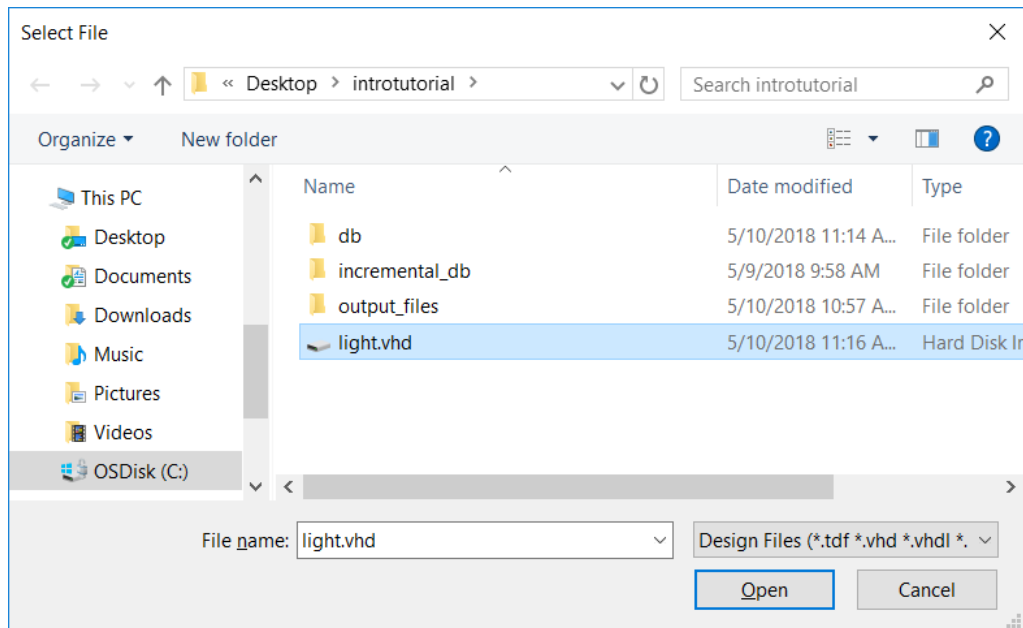 Select File
« Desktop > introtutorial >
Search introtutorial
Organize
New folder
?
Name
Date modified
Type
This PC
Desktop
Documents
Downloads
Music
Pictures
Videos
OSDisk (C:)
db 5/10/2018 11:14 A... File folder
incremental_db 5/9/2018 9:58 AM File folder
output_files 5/10/2018 10:57 A... File folder
light.vhd 5/10/2018 11:16 A... Hard Disk Ir
File name: light.vhd
Design Files (*.tdf *.vhd *.vhdl *.
Open
Cancel